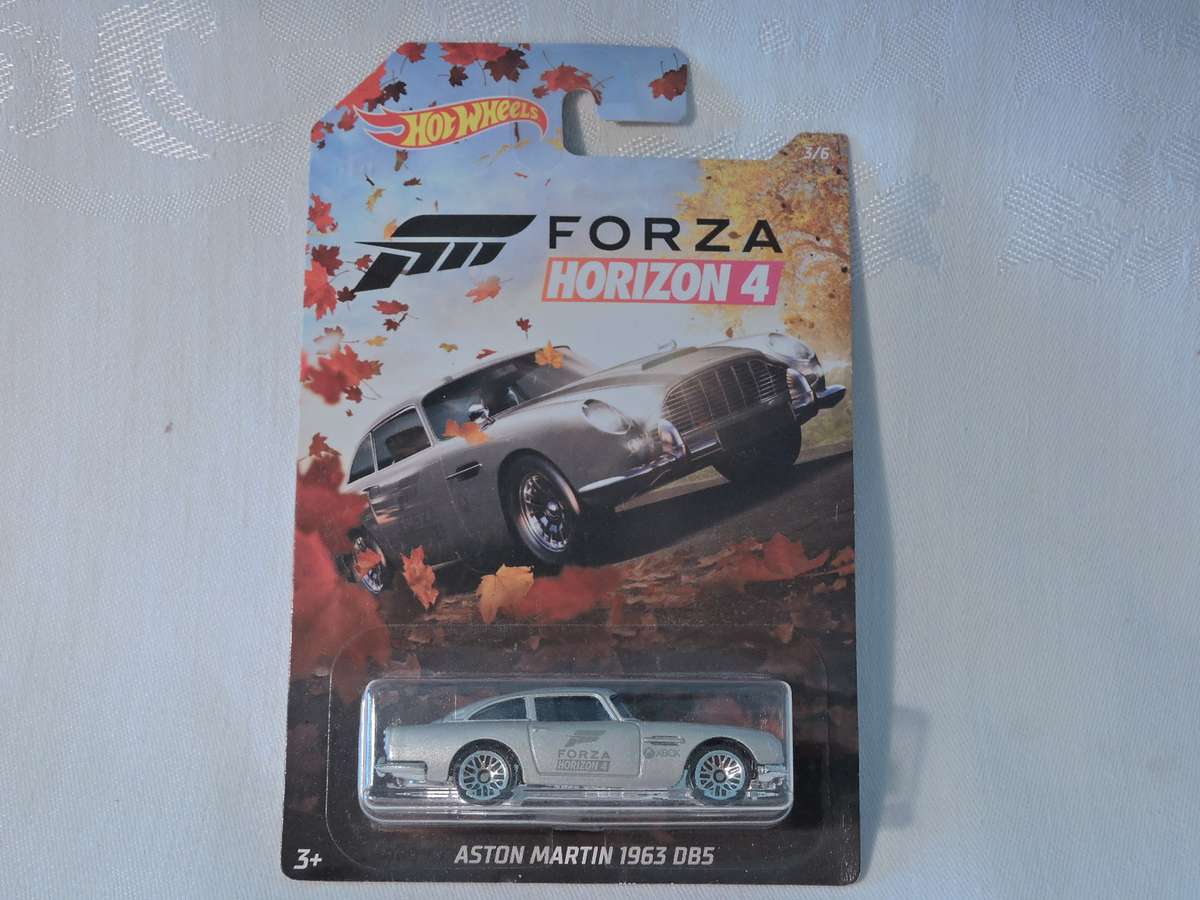 HOT WHEELS
3/6
FORZA
HORIZON 4
FORZA
HORIZON 4
XBOX
3+
ASTON MARTIN 1963 DB5